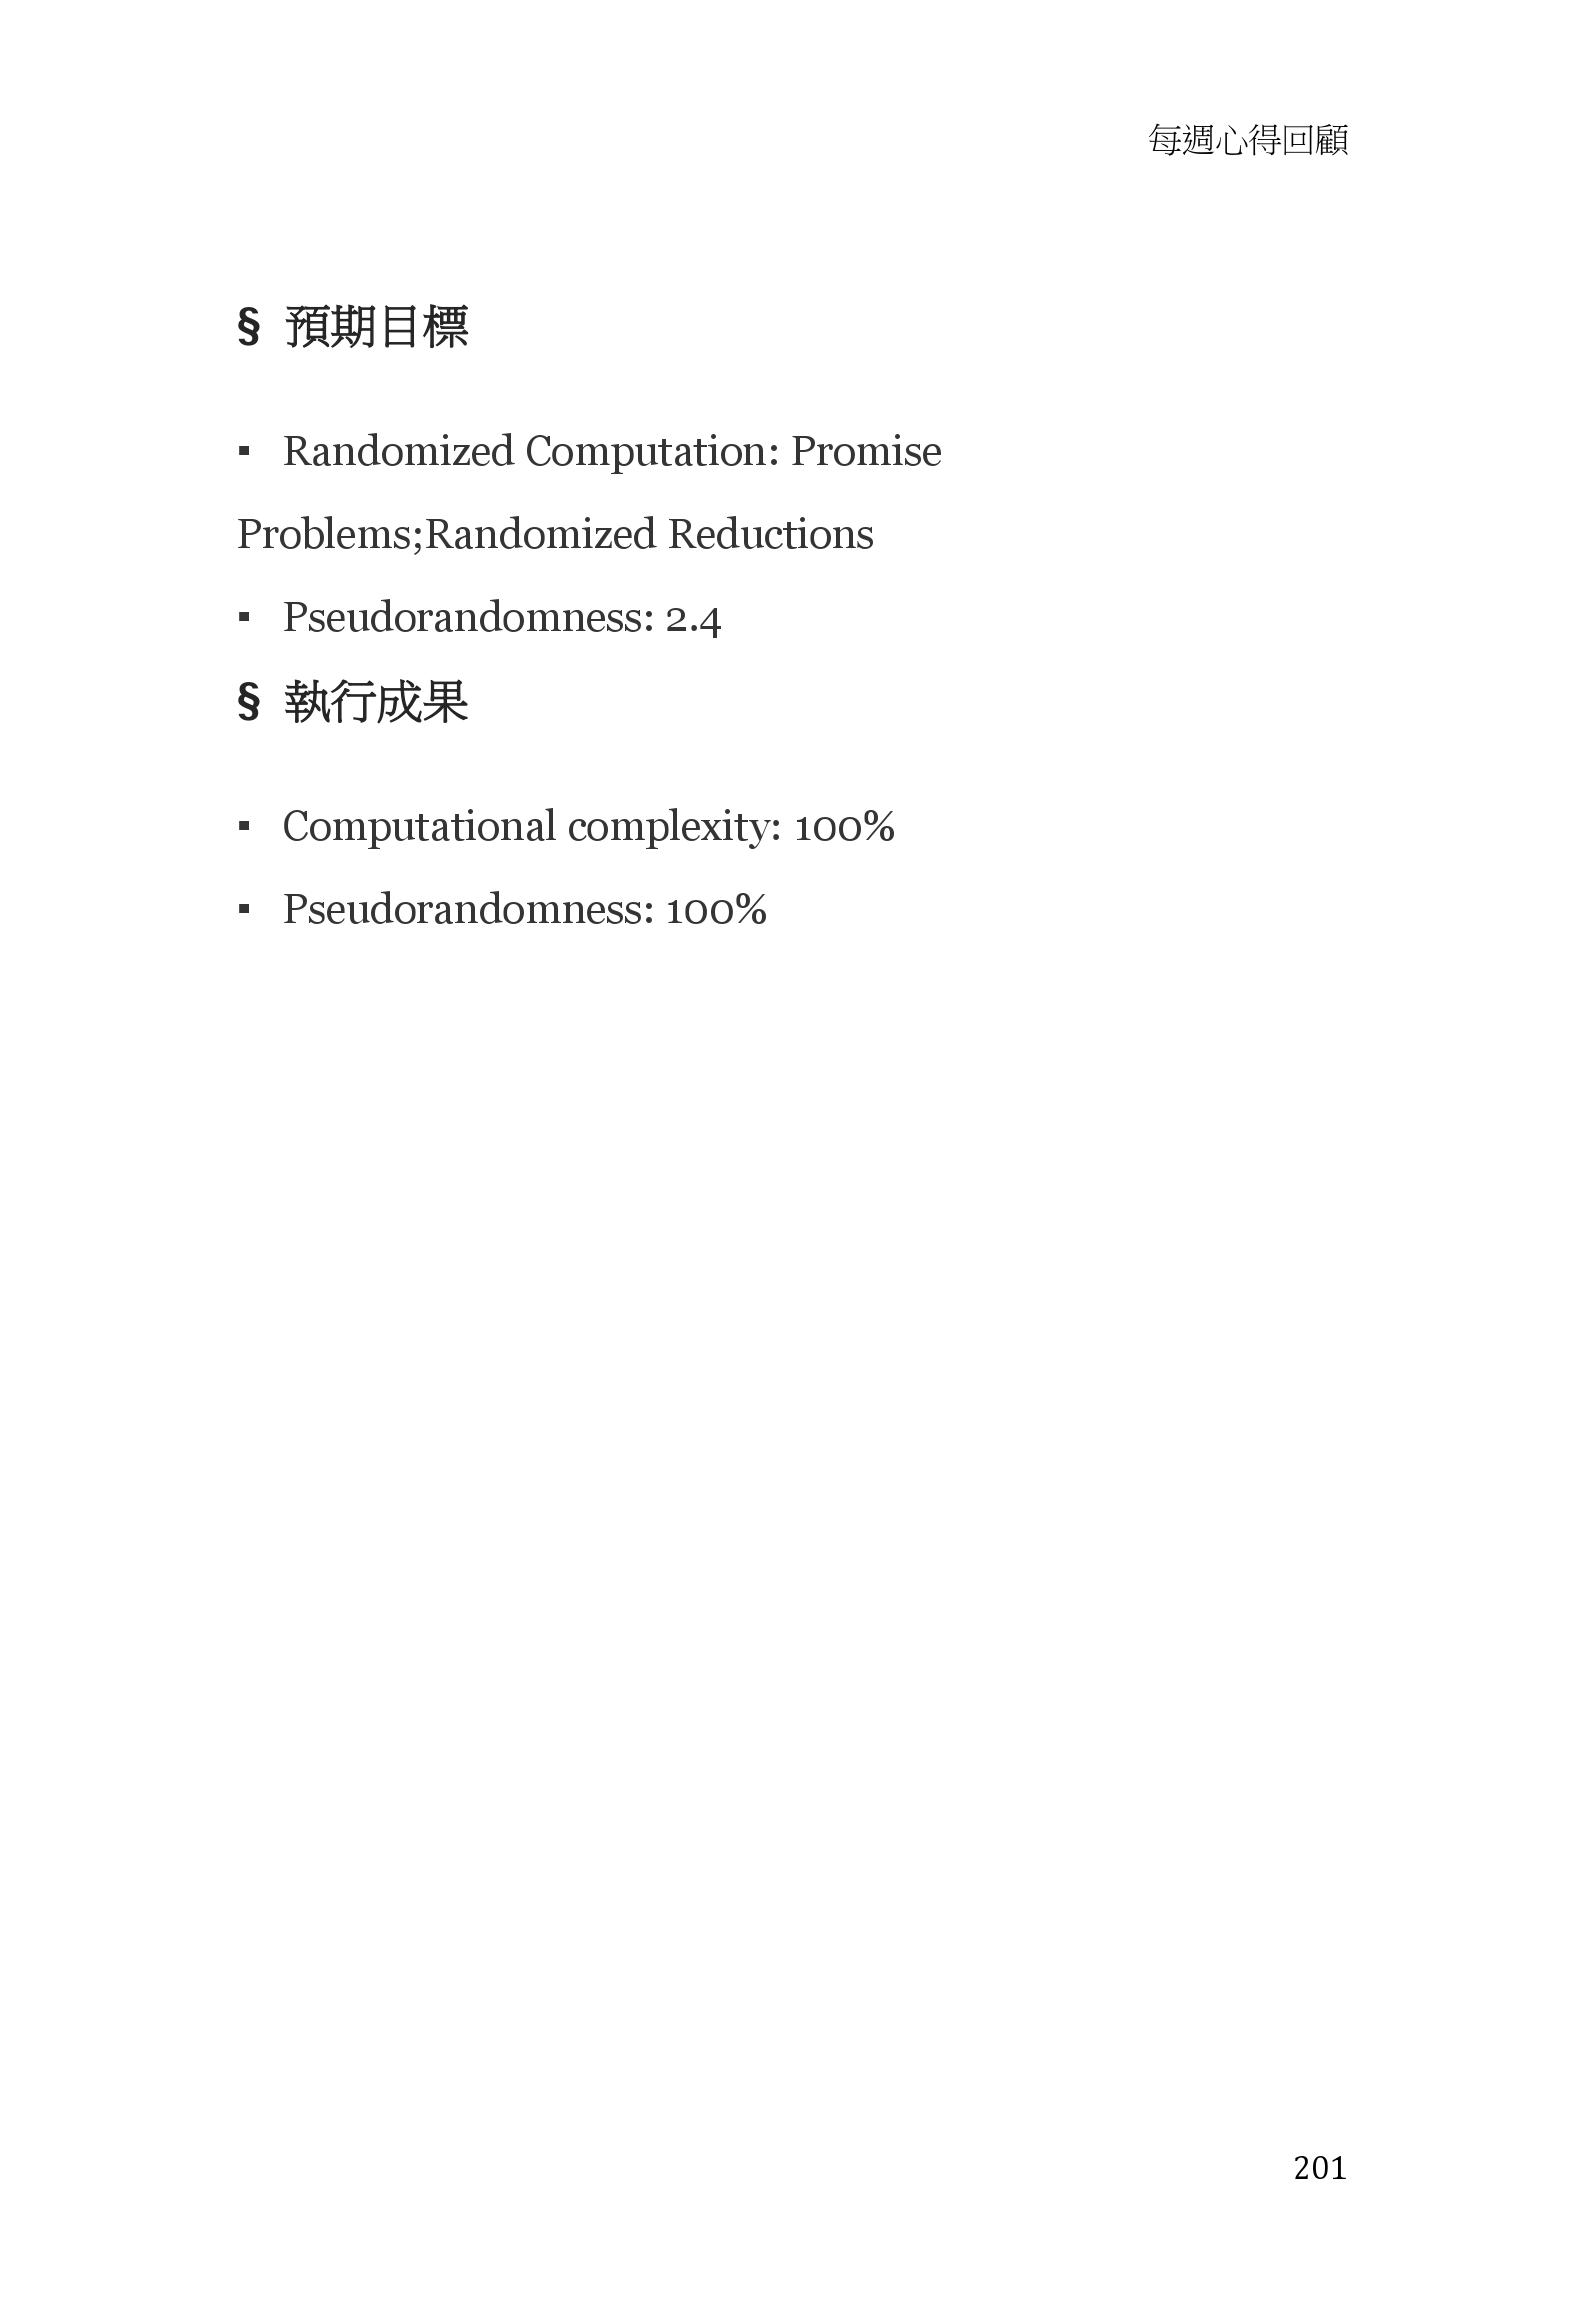 每週心得回顧
§ 預期目標
▪ Randomized Computation: Promise
Problems;Randomized Reductions
▪ Pseudorandomness: 2.4
§ 執行成果
▪ Computational complexity: 100%
▪ Pseudorandomness: 100%
201